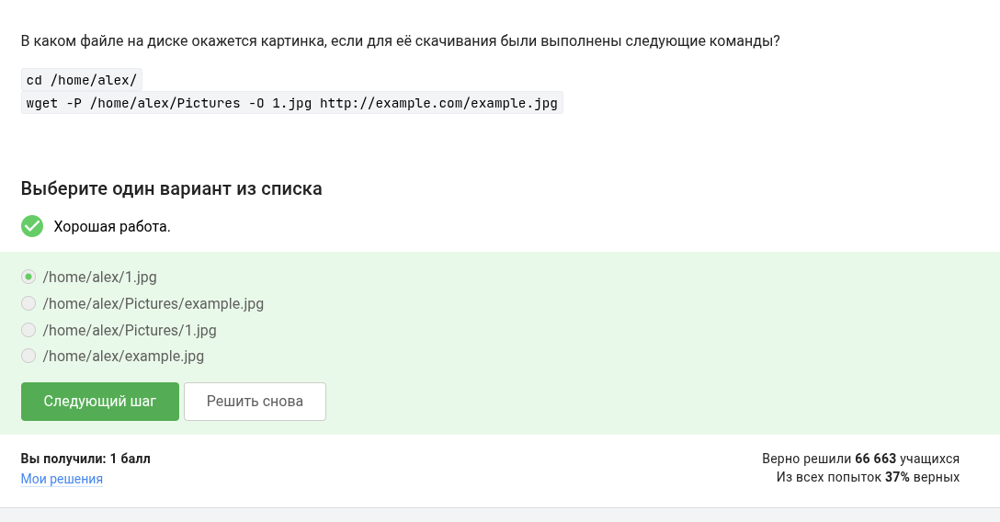 В каком файле на диске окажется картинка, если для её скачивания были выполнены следующие команды?
cd /home/alex/
wget -P /home/alex/Pictures -O 1.jpg http://example.com/example.jpg
Выберите один вариант из списка
Хорошая работа.
/home/alex/1.jpg
/home/alex/Pictures/example.jpg
/home/alex/Pictures/1.jpg
/home/alex/example.jpg
Следующий шаг Решить снова
Вы получили: 1 балл
Мои решения
Верно решили 66 663 учащихся
Из всех попыток 37% верных